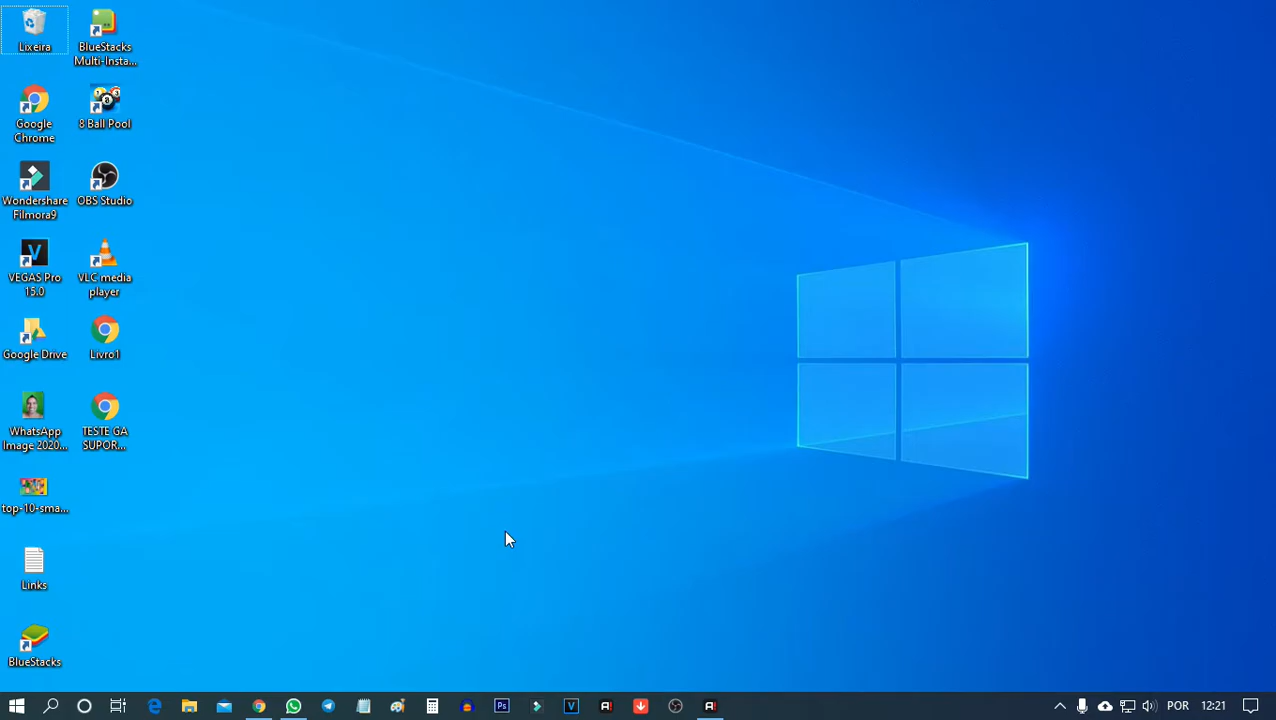 Lixeira
BlueStacks
Multi-Insta...
Google
Chrome
8 Ball Pool
Wondershare
Filmora9
OBS Studio
VEGAS Pro
15.0
VLC media
player
Google Drive
Livro1
WhatsApp
Image 2020...
TESTE GA
SUPOR...
top-10-sma...
Links
BlueStacks
Ps
V
A!
A!
POR
12:21